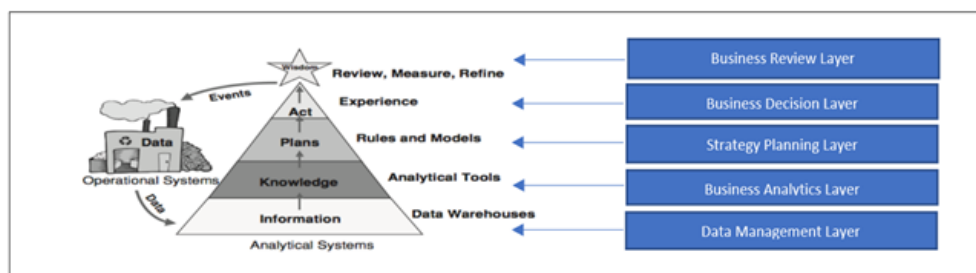 Wisdom
Review, Measure, Refine
Business Review Layer
Events
Act
Experience
Business Decision Layer
Data
Operational Systems
Plans
Rules and Models
Strategy Planning Layer
Knowledge
Analytical Tools
Business Analytics Layer
Data
Information
Data Warehouses
Data Management Layer
Analytical Systems